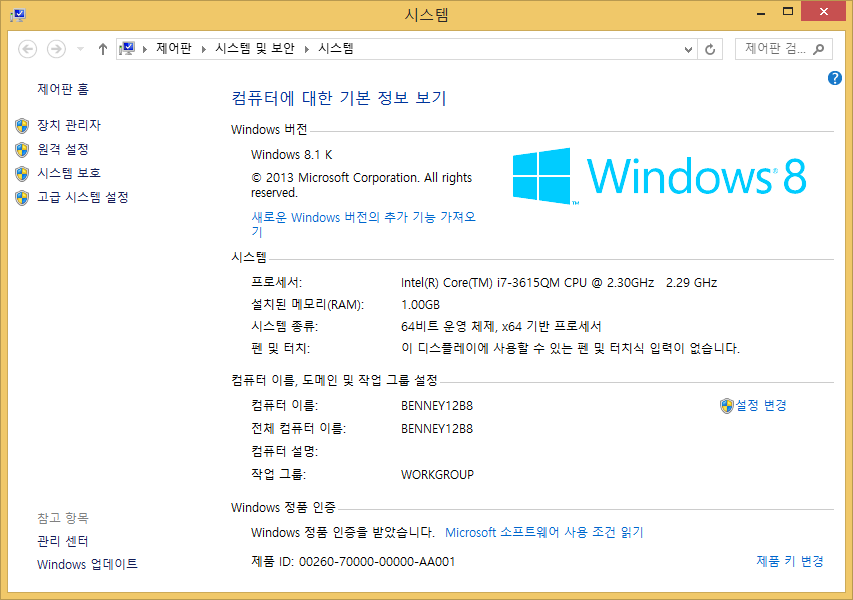 시스템
제어판 시스템 및 보안 시스템
제어판 검...
제어판 홈
장치 관리자
원격 설정
시스템 보호
고급 시스템 설정
컴퓨터에 대한 기본 정보 보기
Windows 버전
Windows 8.1 K
© 2013 Microsoft Corporation. All rights
reserved.
새로운 Windows 버전의 추가 기능 가져오
기
Windows® 8
™
시스템
프로세서: Intel(R) Core(TM) i7-3615QM CPU @ 2.30GHz 2.29 GHz
설치된 메모리(RAM): 1.00GB
시스템 종류: 64비트 운영 체제, x64 기반 프로세서
펜 및 터치: 이 디스플레이에 사용할 수 있는 펜 및 터치식 입력이 없습니다.
컴퓨터 이름, 도메인 및 작업 그룹 설정
컴퓨터 이름: BENNEY12B8 설정 변경
전체 컴퓨터 이름: BENNEY12B8
컴퓨터 설명:
작업 그룹: WORKGROUP
Windows 정품 인증
Windows 정품 인증을 받았습니다. Microsoft 소프트웨어 사용 조건 읽기
제품 ID: 00260-70000-00000-AA001 제품 키 변경
참고 항목
관리 센터
Windows 업데이트